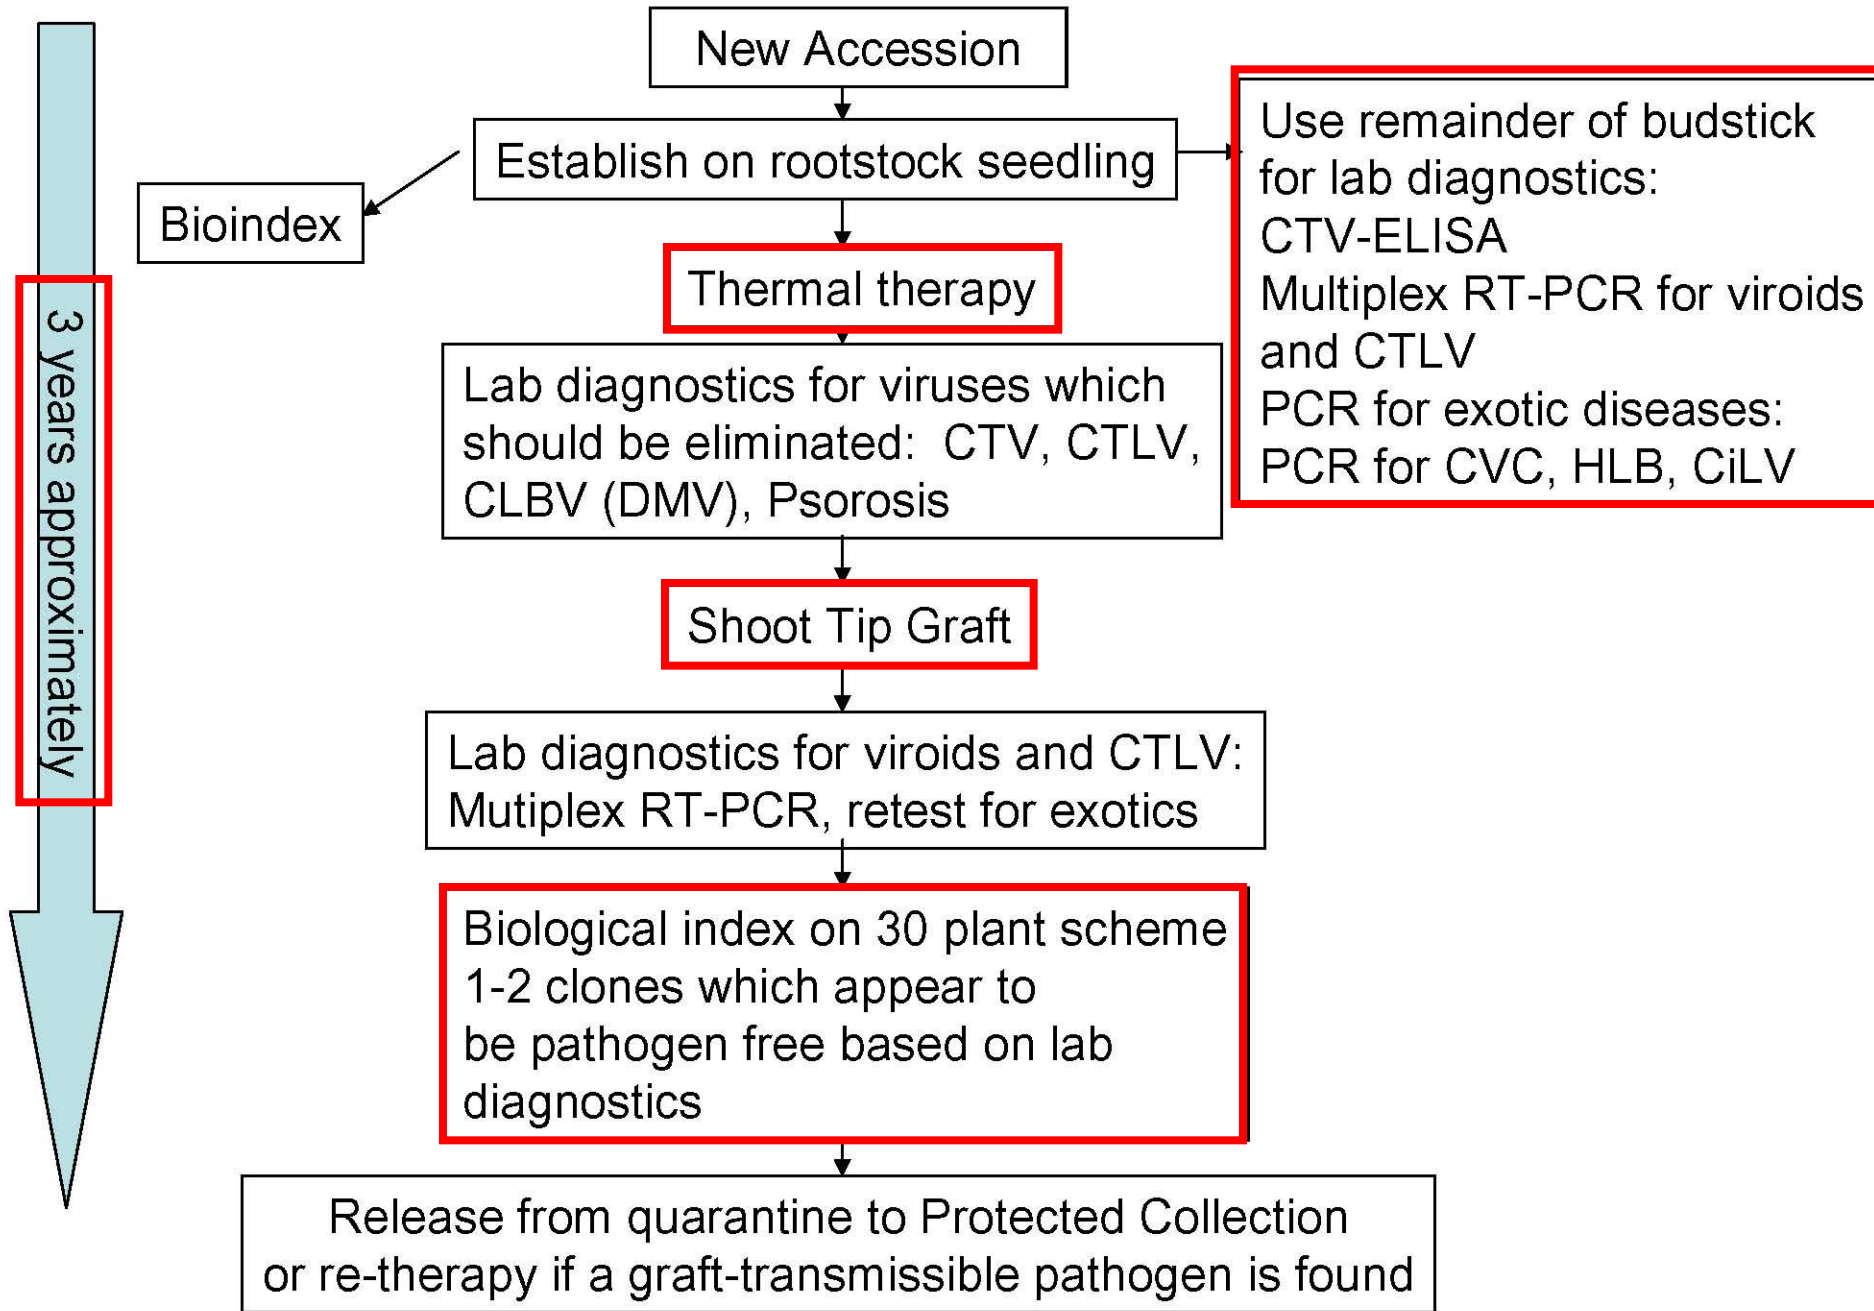 New Accession
Establish on rootstock seedling
Bioindex
Use remainder of budstick
for lab diagnostics:
CTV-ELISA
Multiplex RT-PCR for viroids
and CTLV
PCR for exotic diseases:
PCR for CVC, HLB, CiLV
Thermal therapy
3 years approximately
Lab diagnostics for viruses which
should be eliminated: CTV, CTLV,
CLBV (DMV), Psorosis
Shoot Tip Graft
Lab diagnostics for viroids and CTLV:
Mutiplex RT-PCR, retest for exotics
Biological index on 30 plant scheme
1-2 clones which appear to
be pathogen free based on lab
diagnostics
Release from quarantine to Protected Collection
or re-therapy if a graft-transmissible pathogen is found